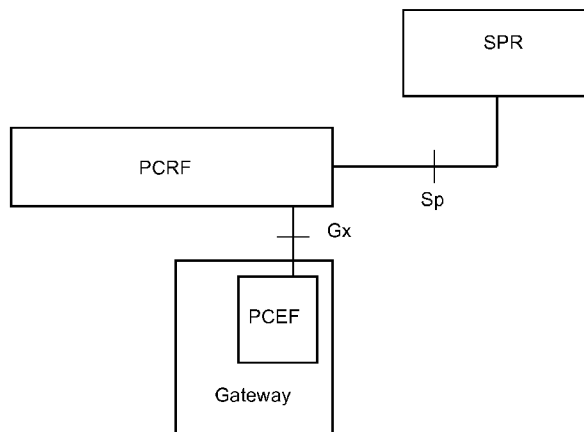 SPR
PCRF
Sp
Gx
PCEF
Gateway